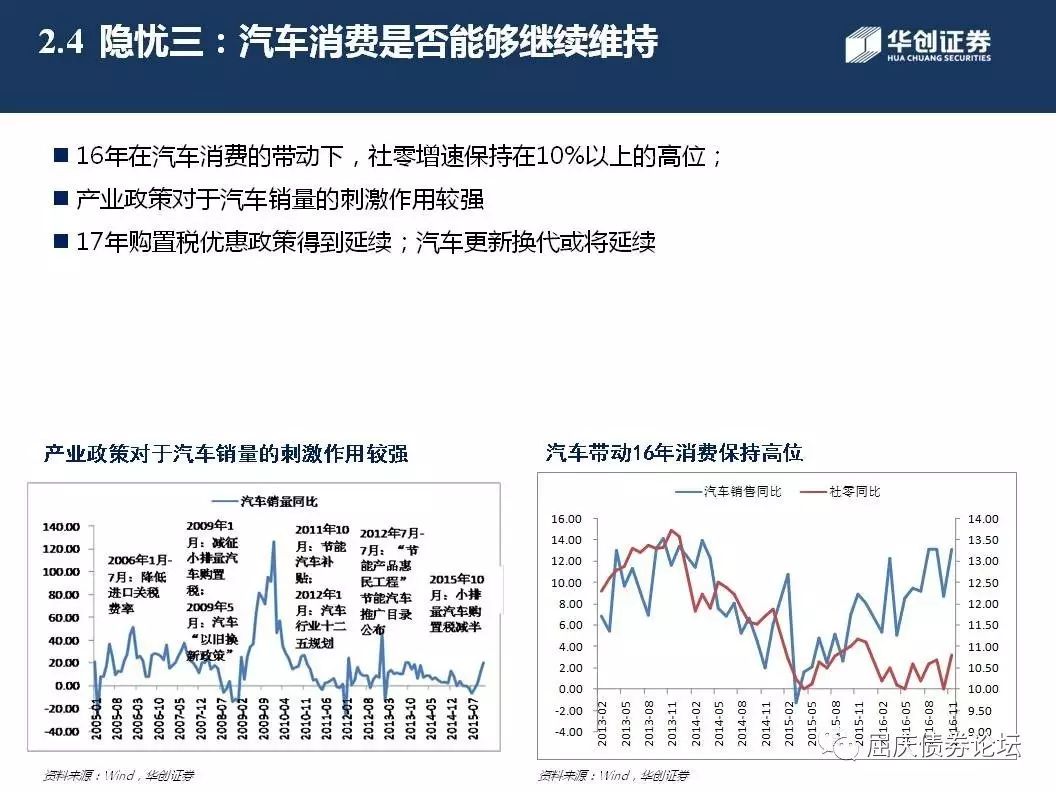 2.4 隐忧三：汽车消费是否能够继续维持
华创证券
HUA CHUANG SECURITIES
16年在汽车消费的带动下，社零增速保持在10%以上的高位；
产业政策对于汽车销量的刺激作用较强
17年购置税优惠政策得到延续；汽车更新换代或将延续
产业政策对于汽车销量的刺激作用较强
汽车销量同比
140.00
120.00
100.00
80.00
60.00
40.00
20.00
0.00
-20.00
-40.00
2006年1月-
7月：降低
进口关税
费率
2009年1
月：减征
小排量汽
车购置
税；
2009年5
月：汽车
“以旧换
新政策”
2011年10
月：节能
汽车补
贴；
2012年1
月：汽车
行业十二
五规划
2012年7月-
7月：“节
能产品惠
民工程”
节能汽车
推广目录
公布
2015年10
月：小排
量汽车购
置税减半
2005-01
2005-08
2006-03
2006-10
2007-05
2007-12
2008-07
2009-02
2009-09
2010-04
2010-11
2011-06
2012-01
2012-08
2013-03
2013-10
2014-05
2014-12
2015-07
资料来源：Wind，华创证券
汽车带动16年消费保持高位
汽车销售同比
社零同比
16.00
14.00
12.00
10.00
8.00
6.00
4.00
2.00
0.00
-2.00
-4.00
14.00
13.50
13.00
12.50
12.00
11.50
11.00
10.50
10.00
9.50
9.00
2013-02
2013-05
2013-08
2013-11
2014-02
2014-05
2014-08
2014-11
2015-02
2015-05
2015-08
2015-11
2016-02
2016-05
2016-08
2016-11
资料来源：Wind，华创证券
屈庆债券论坛